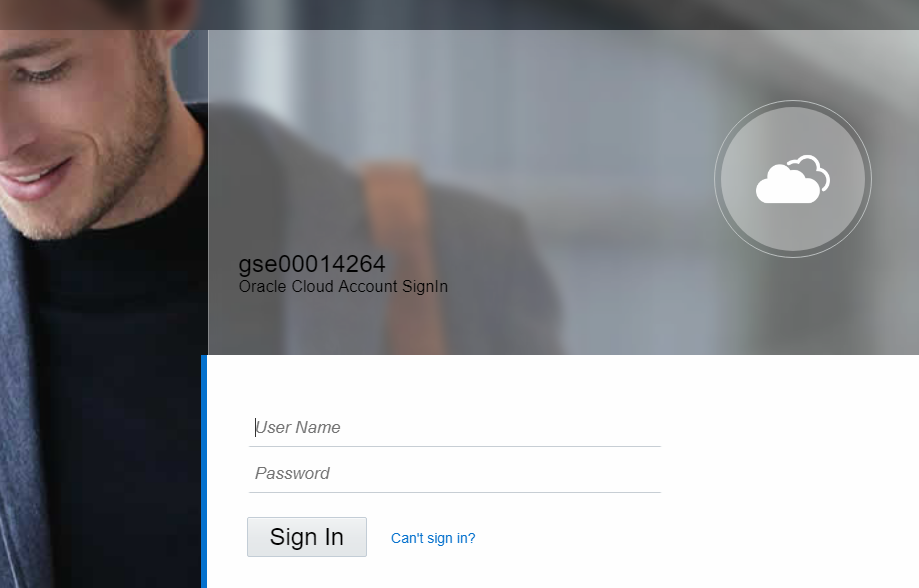 gse00014264
Oracle Cloud Account SignIn
User Name
Password
Sign In
Can't sign in?